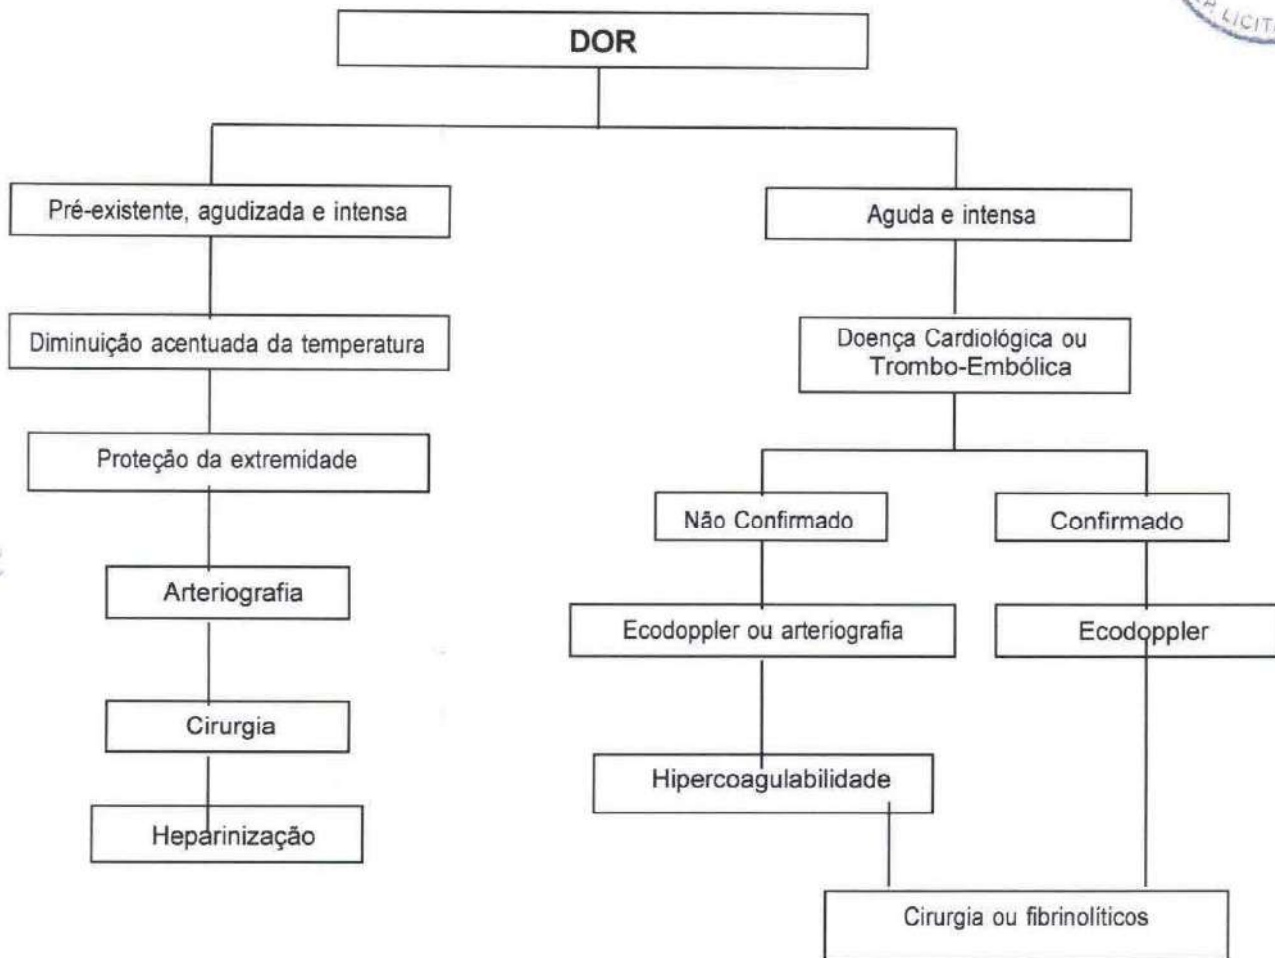 DOR
Pré-existente, agudizada e intensa
Aguda e intensa
Diminuição acentuada da temperatura
Doença Cardiológica ou
Trombo-Embólica
Proteção da extremidade
Não Confirmado
Confirmado
Arteriografia
Ecodoppler ou arteriografia
Ecodoppler
Cirurgia
Hipercoagulabilidade
Heparinização
Cirurgia ou fibrinolíticos